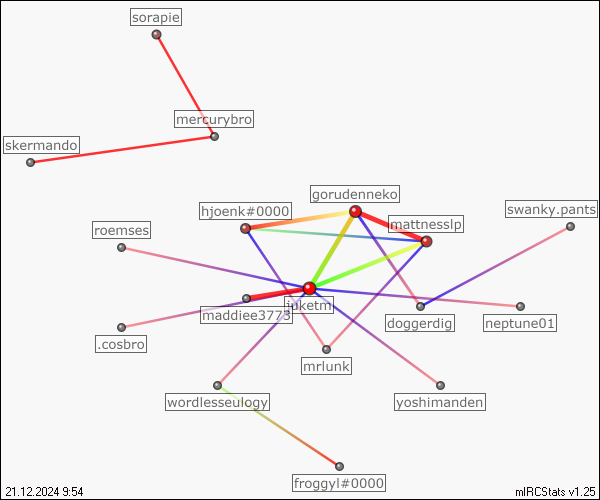 sorapie
mercurybro
skermando
gorudenneko
hjoenk#0000
swanky.pants
mattnesslp
roemses
juketm
maddiee3773
doggerdig
neptune01
.cosbro
mrlunk
wordlesseulogy
yoshimanden
froggyl#0000
21.12.2024 9:54
mIRCStats v1.25